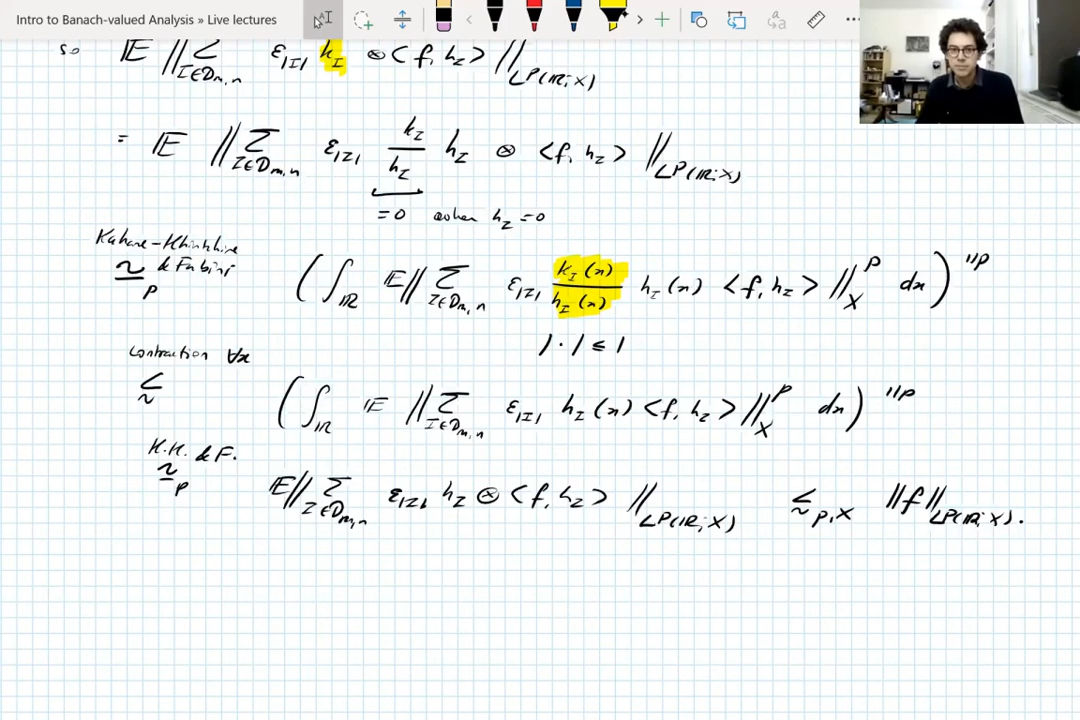 Intro to Banach-valued Analysis » Live lectures
so 𝔼 ‖ Σ_{I∈D_{m,n}} ε_{|I|} k_I ⊗ <f, h_I> ‖_{L^p(ℝ;X)}
= 𝔼 ‖ Σ_{I∈D_{m,n}} ε_{|I|} k_I/h_I h_I ⊗ <f, h_I> ‖_{L^p(ℝ;X)}
=0 when h_I =0
Kahane-Khintchine
& Fubini
≂_p ( ∫_ℝ 𝔼 ‖ Σ_{I∈D_{m,n}} ε_{|I|} k_I(x)/h_I(x) h_I(x) <f, h_I> ‖_X^p dx )^{1/p}
|·| ≤ 1
contraction ∀x
≲ ( ∫_ℝ 𝔼 ‖ Σ_{I∈D_{m,n}} ε_{|I|} h_I(x) <f, h_I> ‖_X^p dx )^{1/p}
K.K. & F.
≂_p 𝔼 ‖ Σ_{I∈D_{m,n}} ε_{|I|} h_I ⊗ <f, h_I> ‖_{L^p(ℝ;X)} ≲_{p,X} ‖f‖_{L^p(ℝ;X)}.